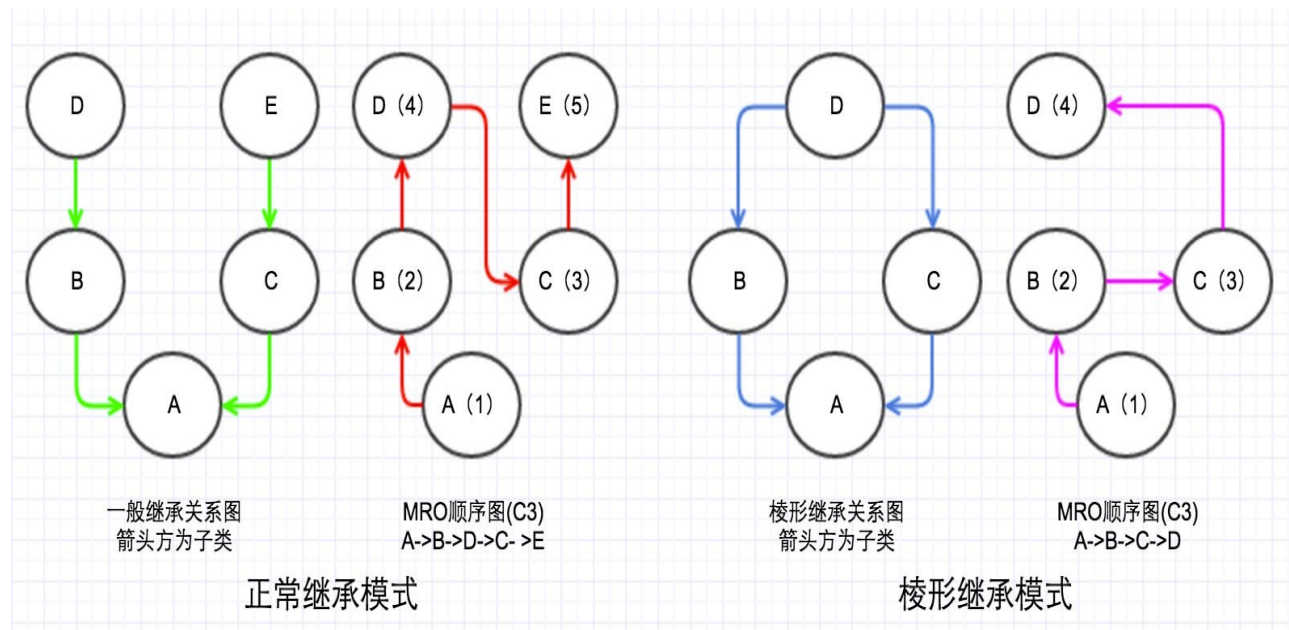 D
E
D（4）
E（5）
D
D（4）
B
C
B（2）
C（3）
B
C
B（2）
C（3）
A
A（1）
A
A（1）
一般继承关系图
箭头方为子类
MRO顺序图(C3)
A->B->D->C- >E
棱形继承关系图
箭头方为子类
MRO顺序图(C3)
A->B->C->D
正常继承模式
棱形继承模式